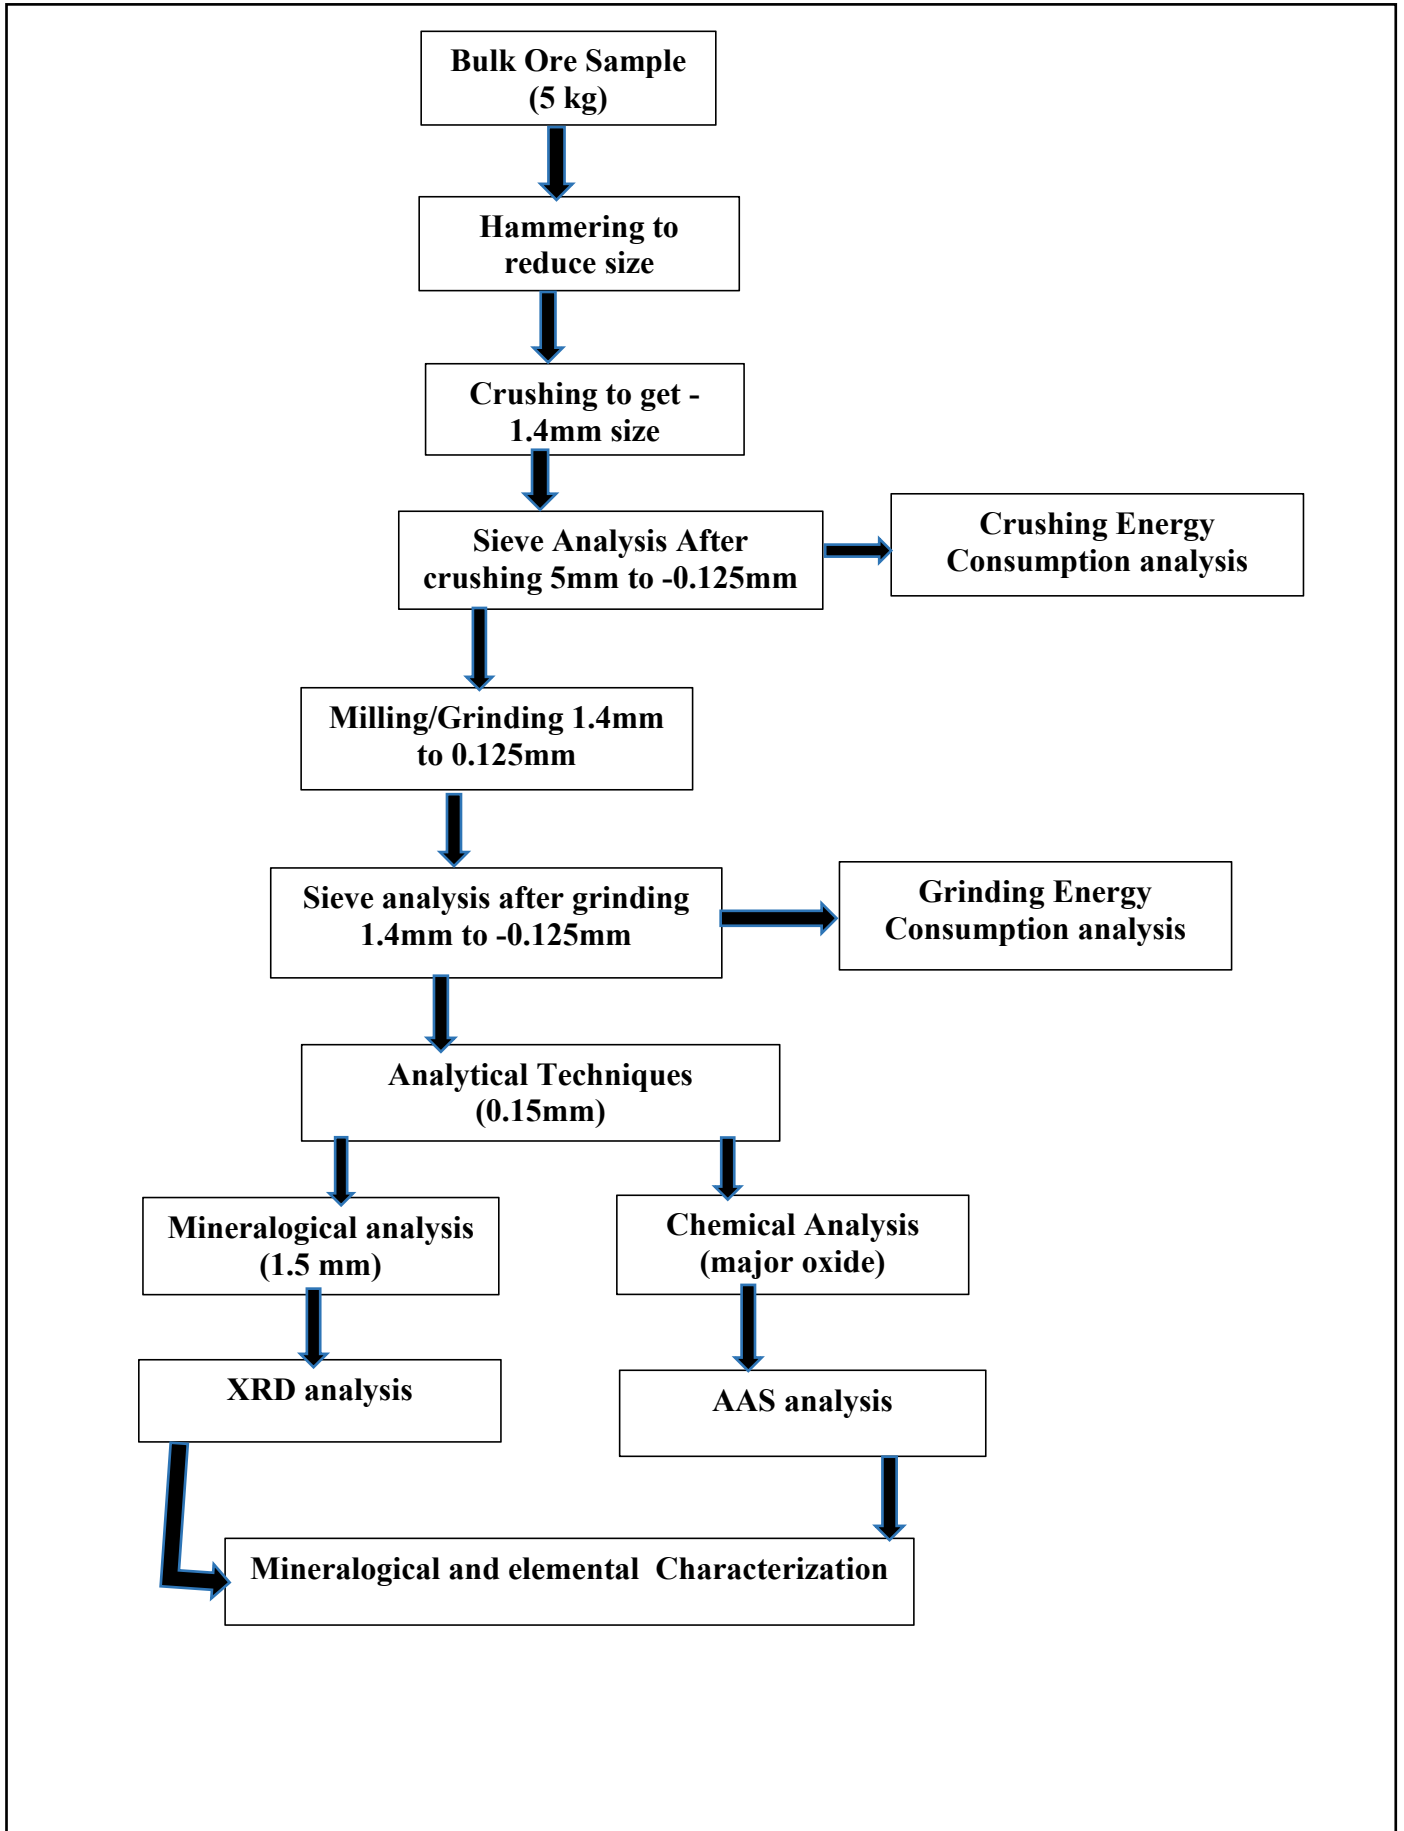 Bulk Ore Sample
(5 kg)
Hammering to
reduce size
Crushing to get -
1.4mm size
Sieve Analysis After
crushing 5mm to -0.125mm
Crushing Energy
Consumption analysis
Milling/Grinding 1.4mm
to 0.125mm
Sieve analysis after grinding
1.4mm to -0.125mm
Grinding Energy
Consumption analysis
Analytical Techniques
(0.15mm)
Mineralogical analysis
(1.5 mm)
Chemical Analysis
(major oxide)
XRD analysis
AAS analysis
Mineralogical and elemental  Characterization